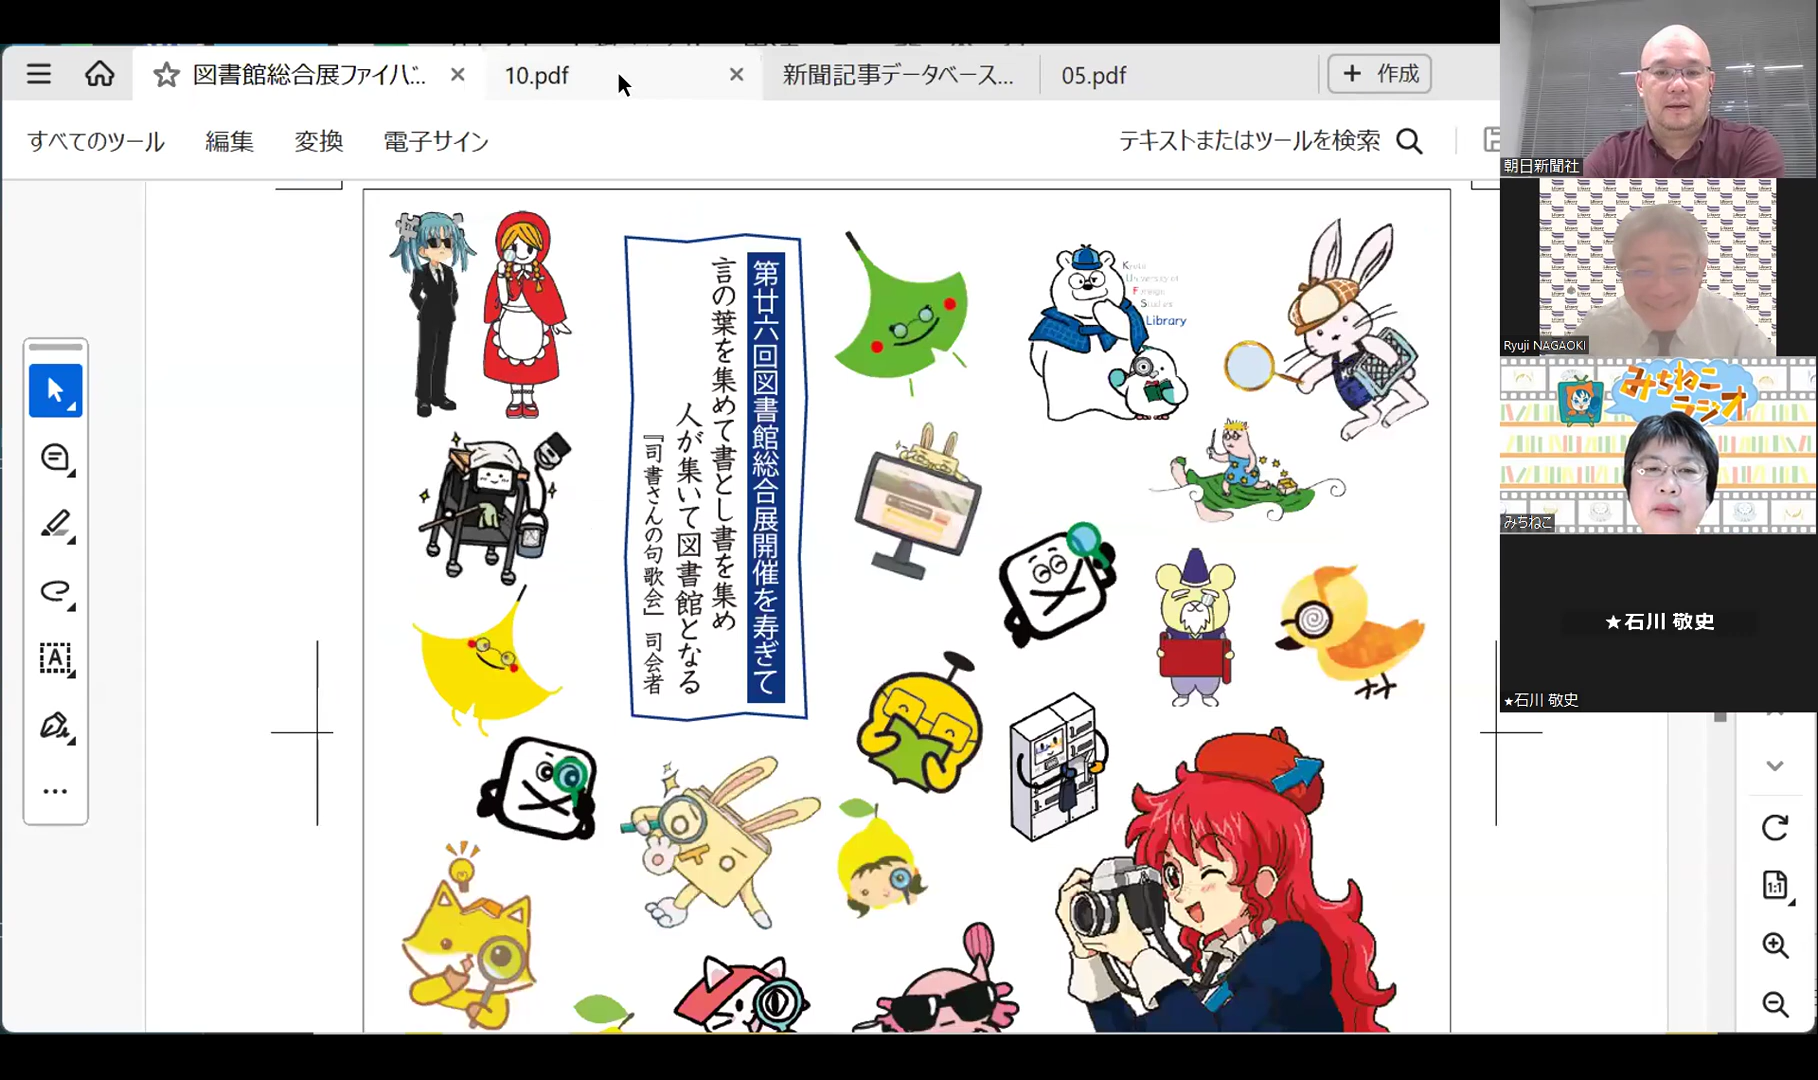 図書館総合展ファイバ...
10.pdf
新聞記事データベース...
05.pdf
+ 作成
すべてのツール
編集
変換
電子サイン
テキストまたはツールを検索
第廿六回図書館総合展開催を寿ぎて
言の葉を集めて書とし書を集め
人が集いて図書館となる
『司書さんの句歌会』 司会者
Kyoto
University of
Foreign
Studies
Library
朝日新聞社
Ryuji NAGAOKI
みちねこ
ラジオ
みちねこ
★石川 敬史
★石川 敬史